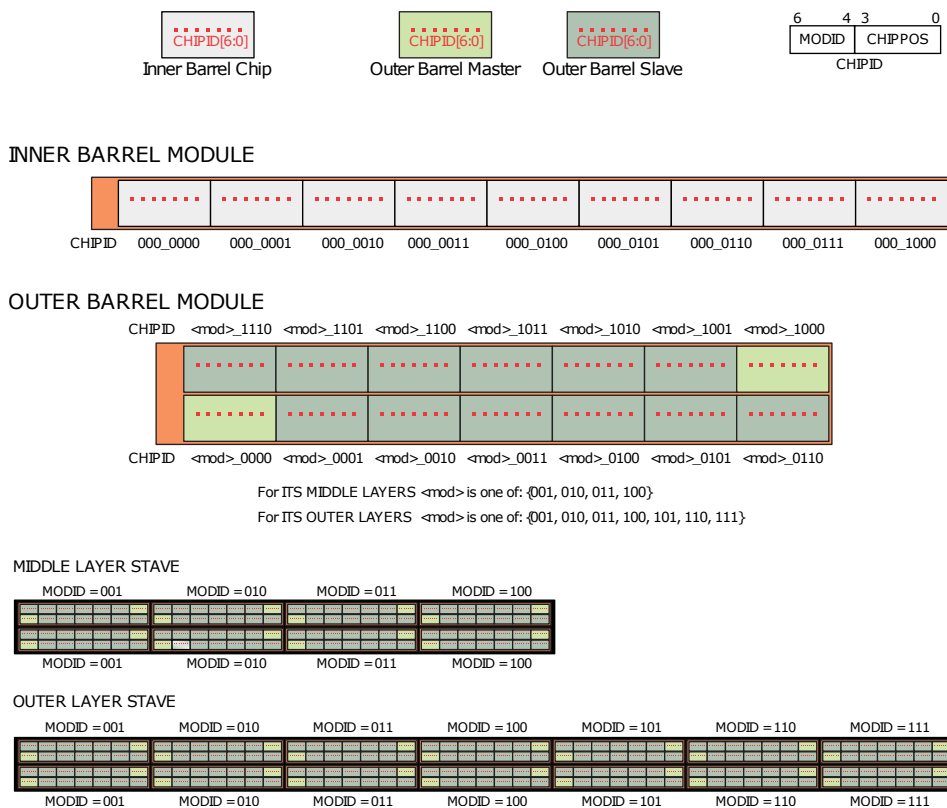 CHIPID[6:0] CHIPID[6:0] CHIPID[6:0]
Inner Barrel Chip Outer Barrel Master Outer Barrel Slave
6 4 3 0
MODID CHIPPOS
CHIPID
INNER BARREL MODULE
CHIPID 000_0000 000_0001 000_0010 000_0011 000_0100 000_0101 000_0110 000_0111 000_1000
OUTER BARREL MODULE
CHIPID <mod>_1110 <mod>_1101 <mod>_1100 <mod>_1011 <mod>_1010 <mod>_1001 <mod>_1000
CHIPID <mod>_0000 <mod>_0001 <mod>_0010 <mod>_0011 <mod>_0100 <mod>_0101 <mod>_0110
For ITS MIDDLE LAYERS <mod> is one of: {001, 010, 011, 100}
For ITS OUTER LAYERS <mod> is one of: {001, 010, 011, 100, 101, 110, 111}
MIDDLE LAYER STAVE
MODID = 001 MODID = 010 MODID = 011 MODID = 100
MODID = 001 MODID = 010 MODID = 011 MODID = 100
OUTER LAYER STAVE
MODID = 001 MODID = 010 MODID = 011 MODID = 100 MODID = 101 MODID = 110 MODID = 111
MODID = 001 MODID = 010 MODID = 011 MODID = 100 MODID = 101 MODID = 110 MODID = 111